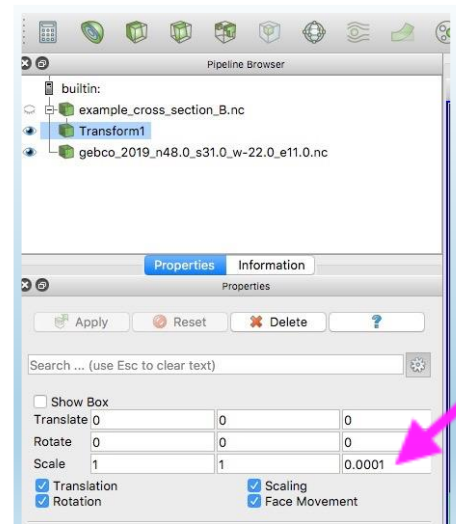 Pipeline Browser
builtin:
example_cross_section_B.nc
Transform1
gebco_2019_n48.0_s31.0_w-22.0_e11.0.nc
Properties Information
Properties
Apply Reset Delete ?
Search ... (use Esc to clear text)
Show Box
Translate 0 0 0
Rotate 0 0 0
Scale 1 1 0.0001
Translation Scaling
Rotation Face Movement